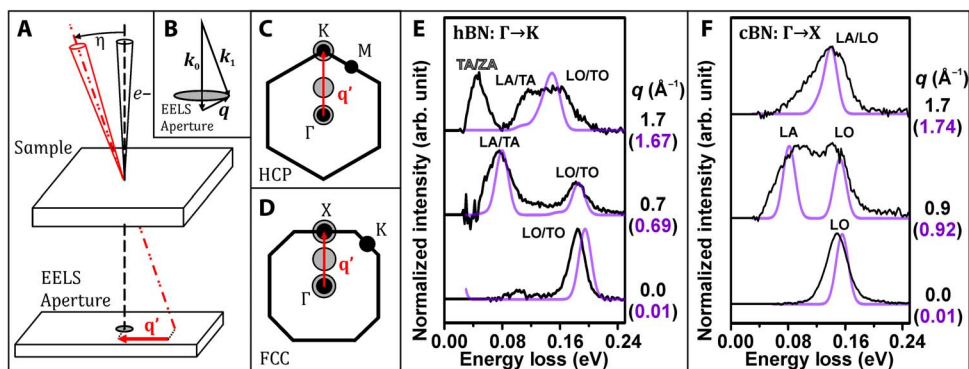 A
η
e–
Sample
EELS
Aperture
q'
B
k₀
k₁
q
EELS
Aperture
C
K
M
q'
Γ
HCP
D
X
K
q'
Γ
FCC
E
hBN: Γ→K
Normalized intensity (arb. unit)
TA/ZA
LA/TA
LO/TO
q (Å⁻¹)
1.7
(1.67)
LA/TA
LO/TO
0.7
(0.69)
LO/TO
0.0
(0.01)
0.00 0.08 0.16 0.24
Energy loss (eV)
F
cBN: Γ→X
Normalized intensity (arb. unit)
LA/LO
q (Å⁻¹)
1.7
(1.74)
LA
LO
0.9
(0.92)
LO
0.0
(0.01)
0.00 0.08 0.16 0.24
Energy loss (eV)